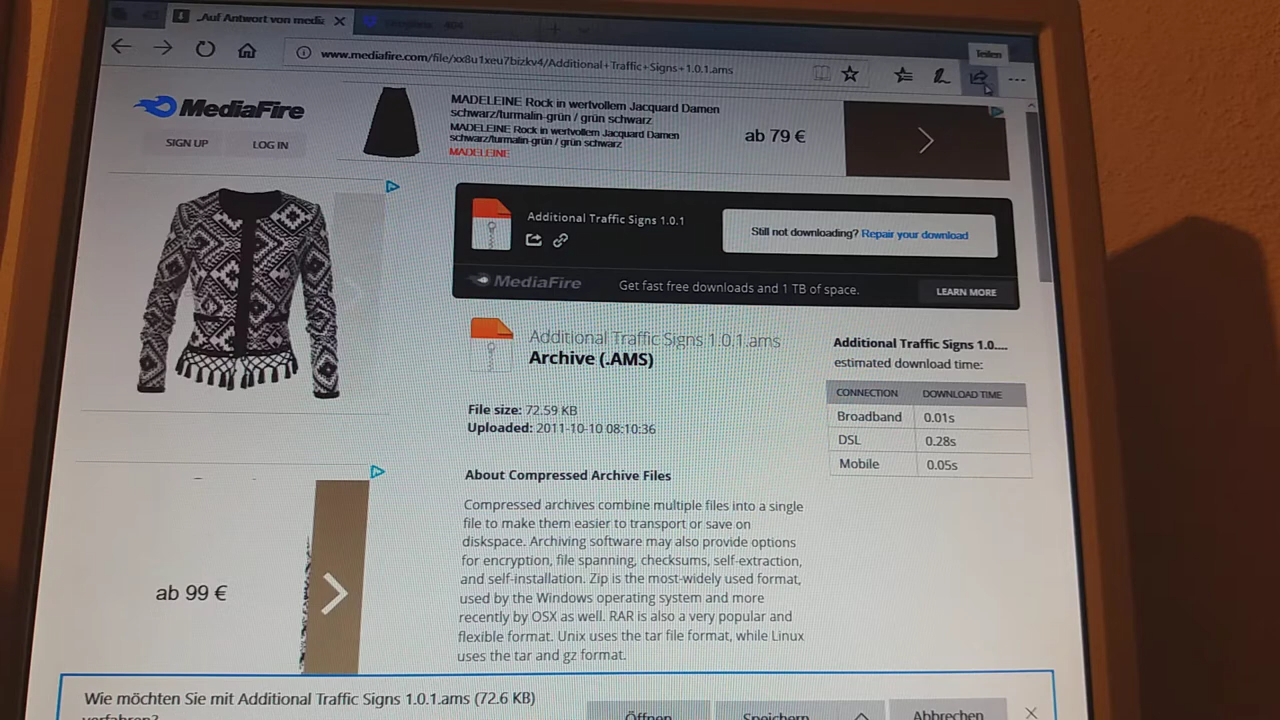 Auf Antwort von media
Teilen
www.mediafire.com/file/xx8u1xeu7bizkv4/Additional+Traffic+Signs+1.0.1.ams
MediaFire
SIGN UP
LOG IN
MADELEINE Rock in wertvollem Jacquard Damen
schwarz/turmalin-grün / grün schwarz
MADELEINE Rock in wertvollem Jacquard Damen
schwarz/turmalin-grün / grün schwarz
MADELEINE
ab 79 €
Additional Traffic Signs 1.0.1
Still not downloading? Repair your download
MediaFire
Get fast free downloads and 1 TB of space.
LEARN MORE
Additional Traffic Signs 1.0.1.ams
Archive (.AMS)
File size: 72.59 KB
Uploaded: 2011-10-10 08:10:36
Additional Traffic Signs 1.0....
estimated download time:
CONNECTION DOWNLOAD TIME
Broadband 0.01s
DSL 0.28s
Mobile 0.05s
About Compressed Archive Files
Compressed archives combine multiple files into a single
file to make them easier to transport or save on
diskspace. Archiving software may also provide options
for encryption, file spanning, checksums, self-extraction,
and self-installation. Zip is the most-widely used format,
used by the Windows operating system and more
recently by OSX as well. RAR is also a very popular and
flexible format. Unix uses the tar file format, while Linux
uses the tar and gz format.
ab 99 €
Wie möchten Sie mit Additional Traffic Signs 1.0.1.ams (72.6 KB)
verfahren?
Öffnen
Speichern
Abbrechen